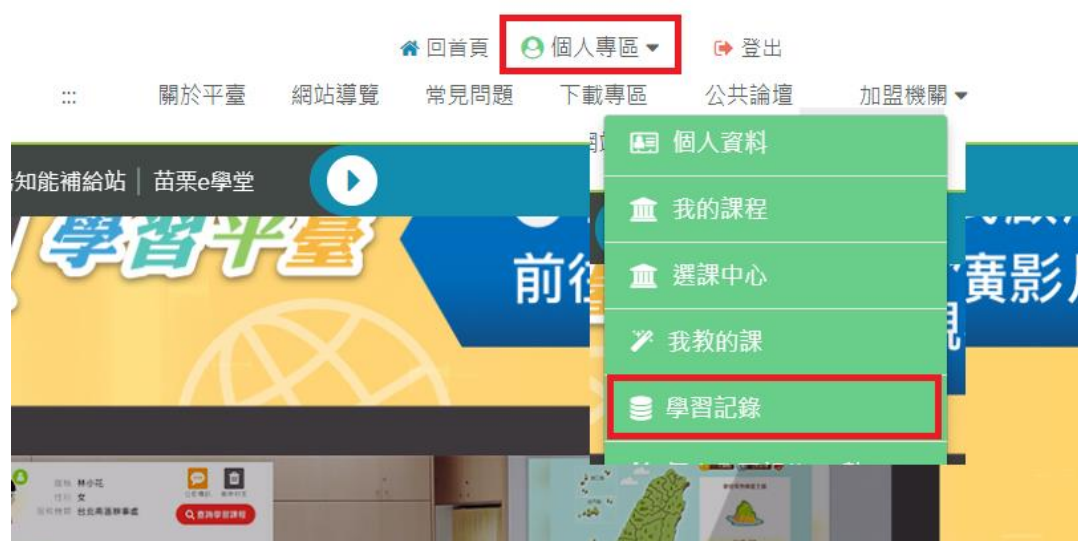 回首頁 個人專區 登出
::: 關於平臺 網站導覽 常見問題 下載專區 公共論壇 加盟機關
個人資料
知能補給站 苗栗e學堂
我的課程
學習平臺
前往
選課中心
廣影
我教的課
學習記錄
林小花
女
台北南區辦事處
查詢學習課程